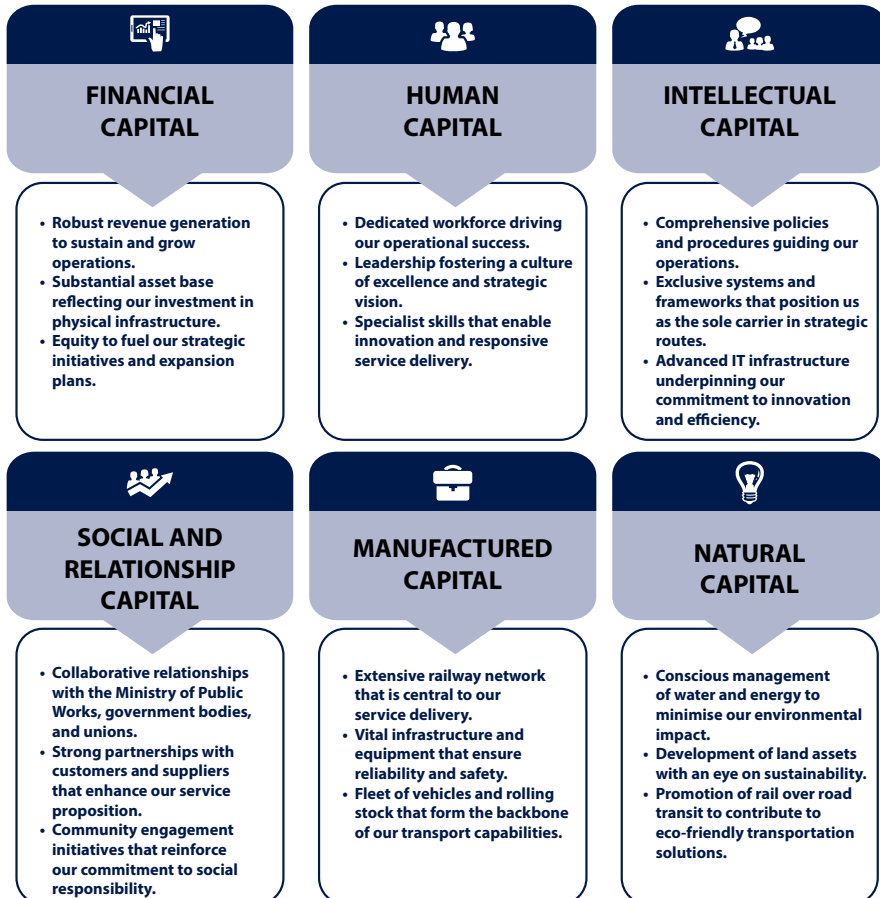 FINANCIAL
CAPITAL
• Robust revenue generation
to sustain and grow
operations.
• Substantial asset base
reflecting our investment in
physical infrastructure.
• Equity to fuel our strategic
initiatives and expansion
plans.
HUMAN
CAPITAL
• Dedicated workforce driving
our operational success.
• Leadership fostering a culture
of excellence and strategic
vision.
• Specialist skills that enable
innovation and responsive
service delivery.
INTELLECTUAL
CAPITAL
• Comprehensive policies
and procedures guiding our
operations.
• Exclusive systems and
frameworks that position us
as the sole carrier in strategic
routes.
• Advanced IT infrastructure
underpinning our
commitment to innovation
and efficiency.
SOCIAL AND
RELATIONSHIP
CAPITAL
• Collaborative relationships
with the Ministry of Public
Works, government bodies,
and unions.
• Strong partnerships with
customers and suppliers
that enhance our service
proposition.
• Community engagement
initiatives that reinforce
our commitment to social
responsibility.
MANUFACTURED
CAPITAL
• Extensive railway network
that is central to our
service delivery.
• Vital infrastructure and
equipment that ensure
reliability and safety.
• Fleet of vehicles and rolling
stock that form the backbone
of our transport capabilities.
NATURAL
CAPITAL
• Conscious management
of water and energy to
minimise our environmental
impact.
• Development of land assets
with an eye on sustainability.
• Promotion of rail over road
transit to contribute to
eco-friendly transportation
solutions.